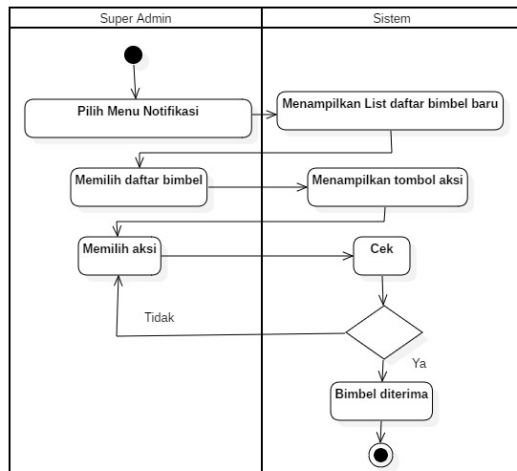 Super Admin
Sistem
Pilih Menu Notifikasi
Menampilkan List daftar bimbel baru
Memilih daftar bimbel
Menampilkan tombol aksi
Memilih aksi
Cek
Tidak
Ya
Bimbel diterima